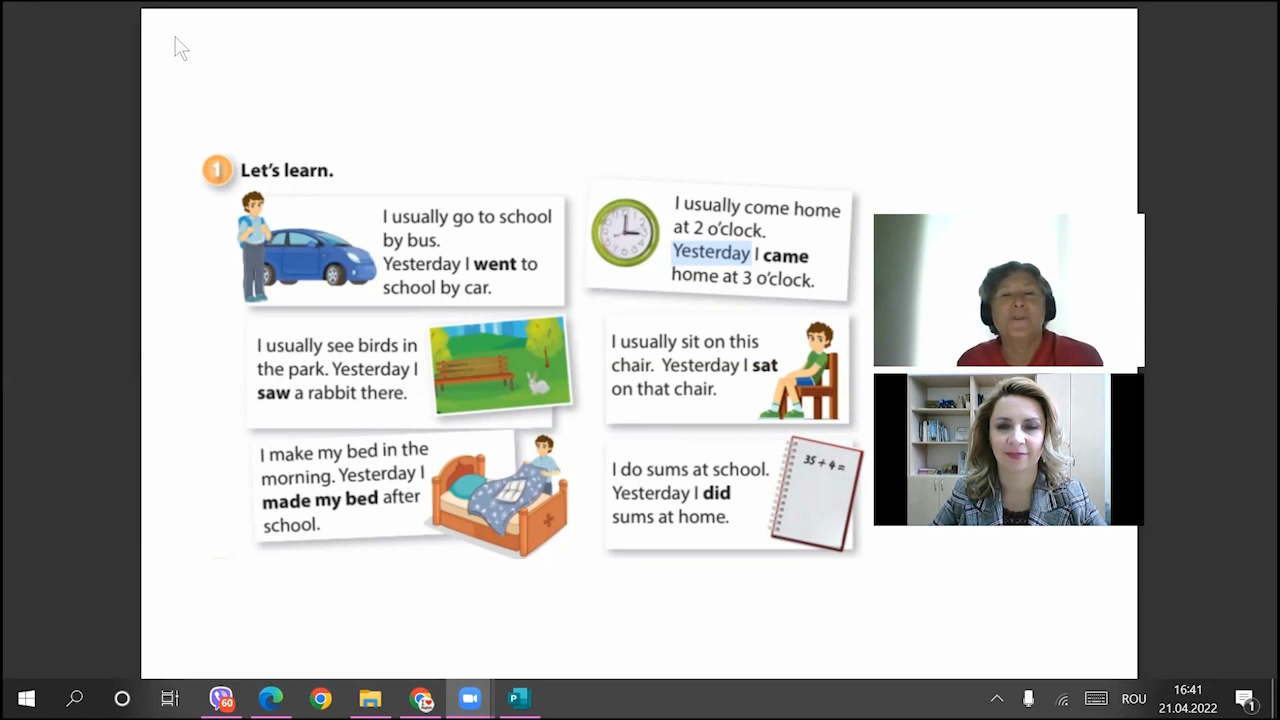 1 Let's learn.
I usually go to school
by bus.
Yesterday I went to
school by car.
I usually come home
at 2 o'clock.
Yesterday I came
home at 3 o'clock.
I usually see birds in
the park. Yesterday I
saw a rabbit there.
I usually sit on this
chair. Yesterday I sat
on that chair.
I make my bed in the
morning. Yesterday I
made my bed after
school.
I do sums at school.
Yesterday I did
sums at home.
35 + 4 =
60
P
ROU
16:41
21.04.2022
1